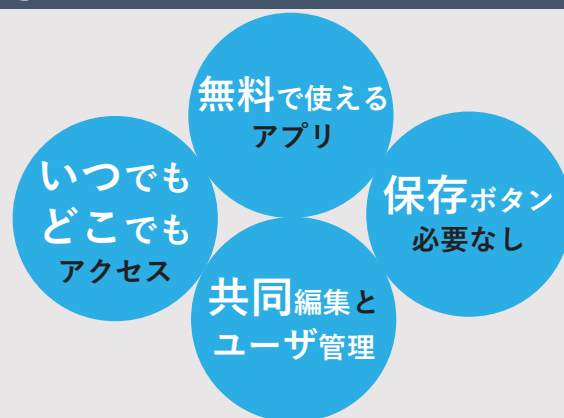 無料で使える
アプリ
いつでも
どこでも
アクセス
保存ボタン
必要なし
共同編集と
ユーザ管理